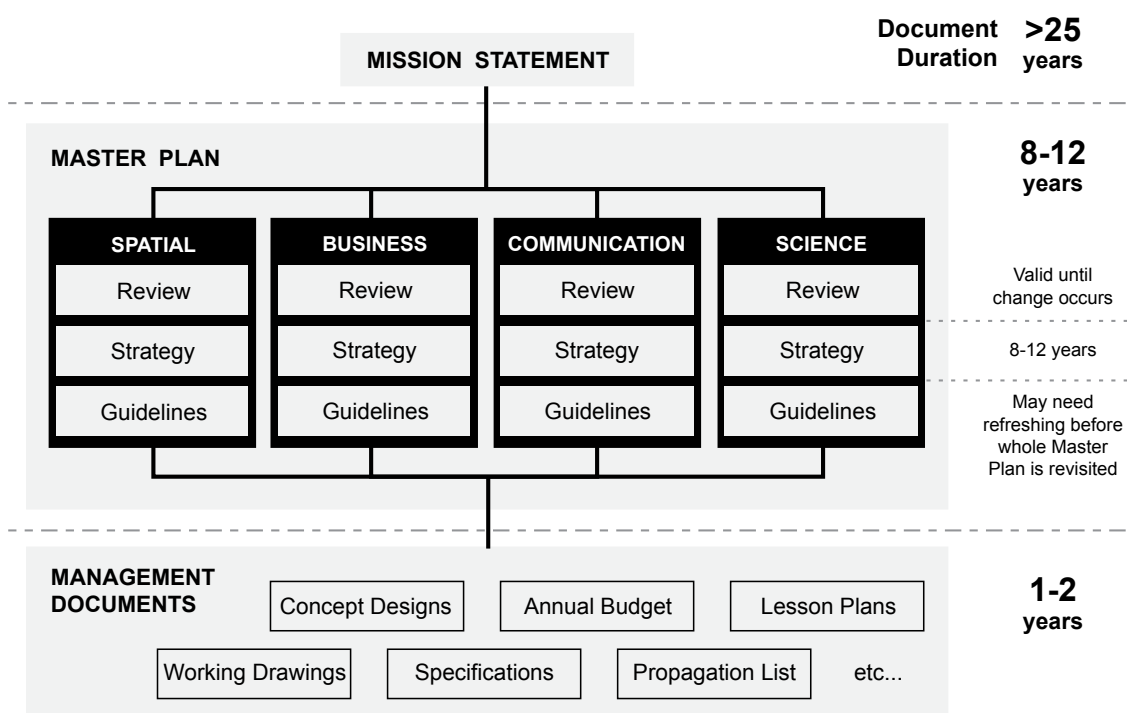 Document Duration
>25 years
MISSION STATEMENT
MASTER PLAN
8-12 years
SPATIAL
Review
Strategy
Guidelines
BUSINESS
Review
Strategy
Guidelines
COMMUNICATION
Review
Strategy
Guidelines
SCIENCE
Review
Strategy
Guidelines
Valid until
change occurs
8-12 years
May need
refreshing before
whole Master
Plan is revisited
MANAGEMENT
DOCUMENTS
Concept Designs
Annual Budget
Lesson Plans
Working Drawings
Specifications
Propagation List
etc...
1-2
years